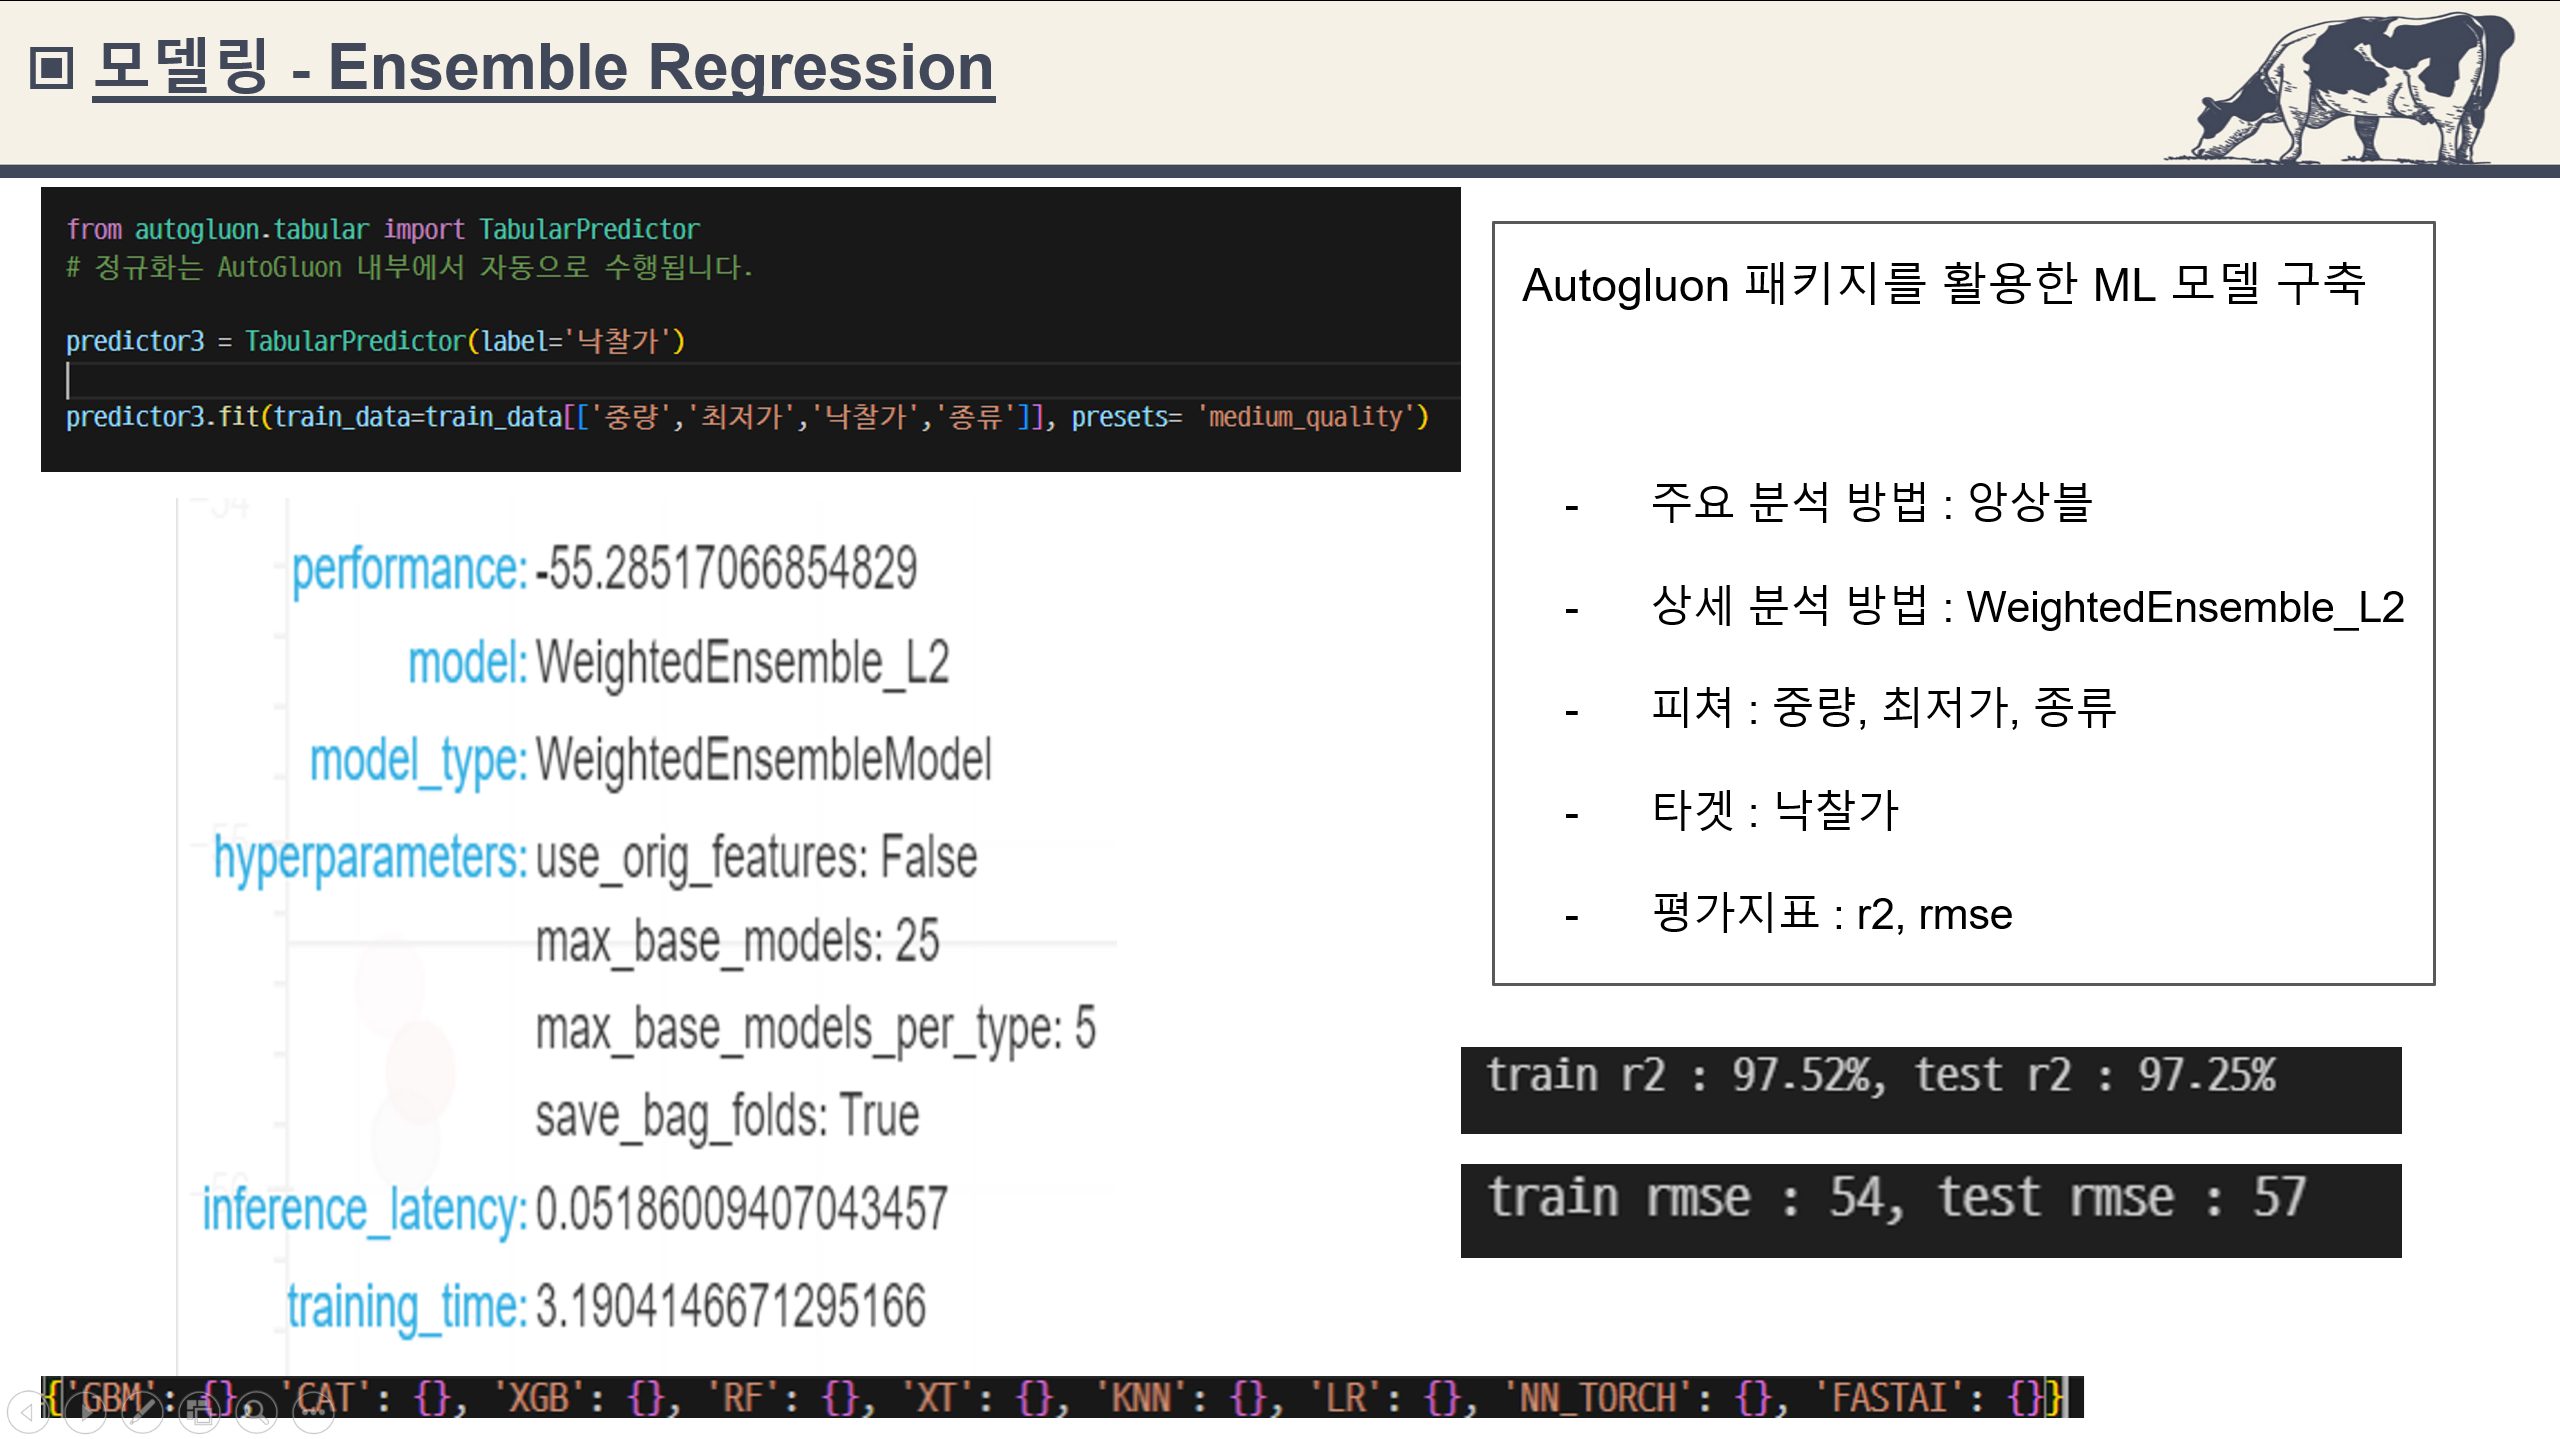 모델링 - Ensemble Regression
from autogluon.tabular import TabularPredictor
# 정규화는 AutoGluon 내부에서 자동으로 수행됩니다.
predictor3 = TabularPredictor(label='낙찰가')
predictor3.fit(train_data=train_data[['중량','최저가','낙찰가','종류']], presets= 'medium_quality')
performance: -55.28517066854829
model: WeightedEnsemble_L2
model_type: WeightedEnsembleModel
hyperparameters: use_orig_features: False
max_base_models: 25
max_base_models_per_type: 5
save_bag_folds: True
inference_latency: 0.05186009407043457
training_time: 3.1904146671295166
Autogluon 패키지를 활용한 ML 모델 구축
- 주요 분석 방법 : 앙상블
- 상세 분석 방법 : WeightedEnsemble_L2
- 피쳐 : 중량, 최저가, 종류
- 타겟 : 낙찰가
- 평가지표 : r2, rmse
train r2 : 97.52%, test r2 : 97.25%
train rmse : 54, test rmse : 57
{'GBM': {}, 'CAT': {}, 'XGB': {}, 'RF': {}, 'XT': {}, 'KNN': {}, 'LR': {}, 'NN_TORCH': {}, 'FASTAI': {}}